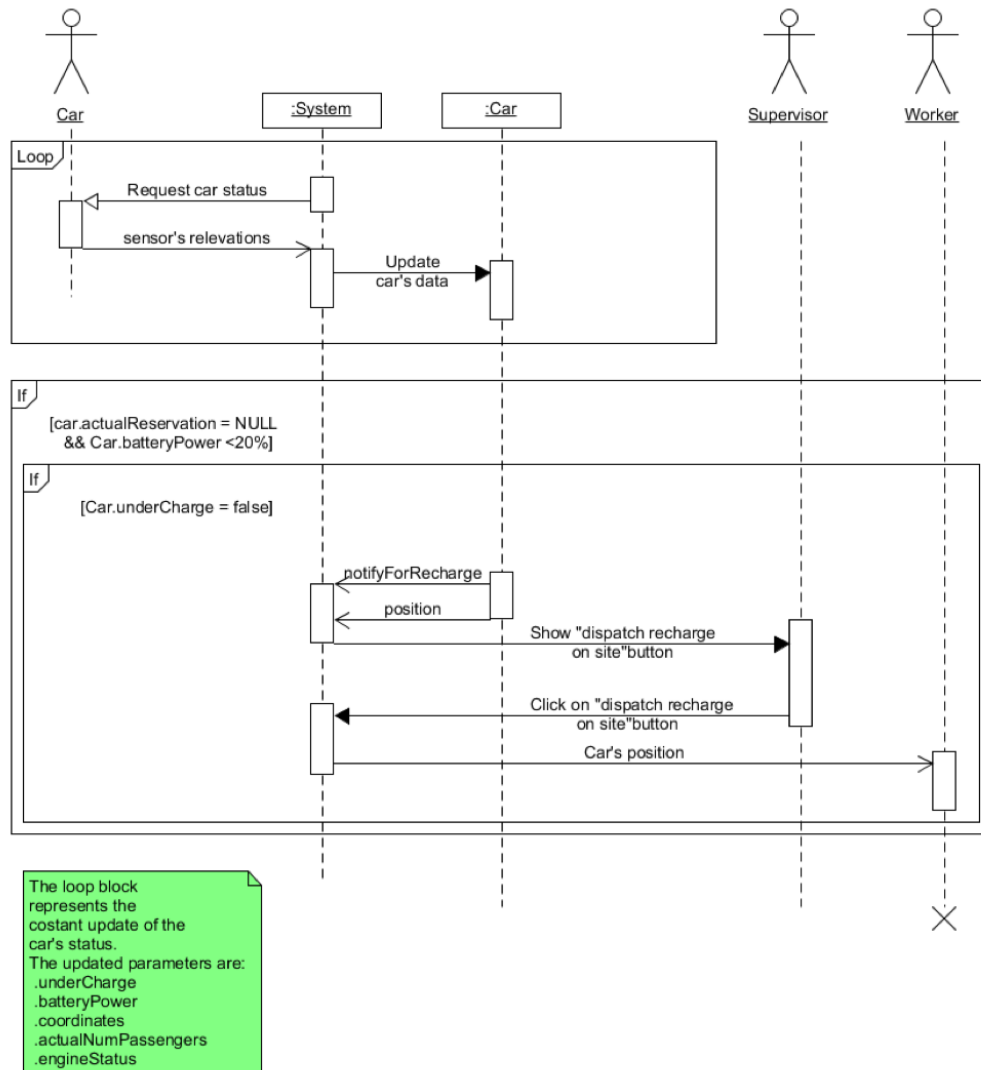 Car
:System
:Car
Supervisor
Worker
Loop
Request car status
sensor's relevations
Update
car's data
If
[car.actualReservation = NULL
&& Car.batteryPower <20%]
If
[Car.underCharge = false]
notifyForRecharge
position
Show "dispatch recharge
on site"button
Click on "dispatch recharge
on site"button
Car's position
The loop block
represents the
costant update of the
car's status.
The updated parameters are:
.underCharge
.batteryPower
.coordinates
.actualNumPassengers
.engineStatus